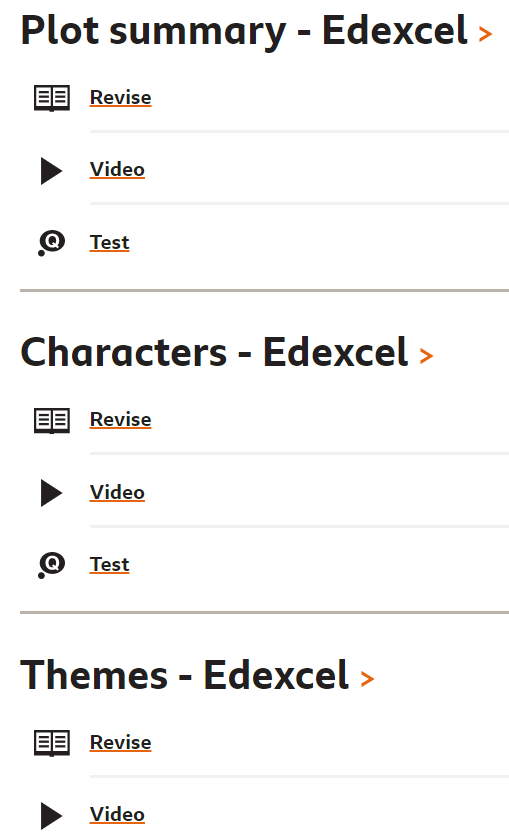 Plot summary - Edexcel >
Revise
Video
Q Test
Characters - Edexcel >
Revise
Video
Q Test
Themes - Edexcel >
Revise
Video